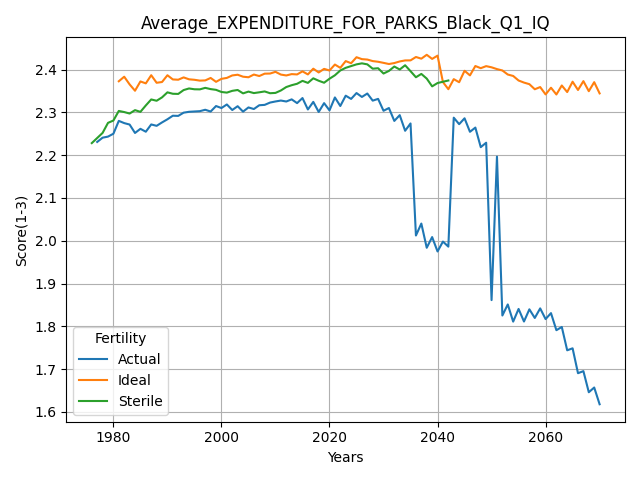 Average_EXPENDITURE_FOR_PARKS_Black_Q1_IQ
Score(1-3)
2.4
2.3
2.2
2.1
2.0
1.9
1.8
1.7
1.6
Fertility
Actual
Ideal
Sterile
1980 2000 2020 2040 2060
Years